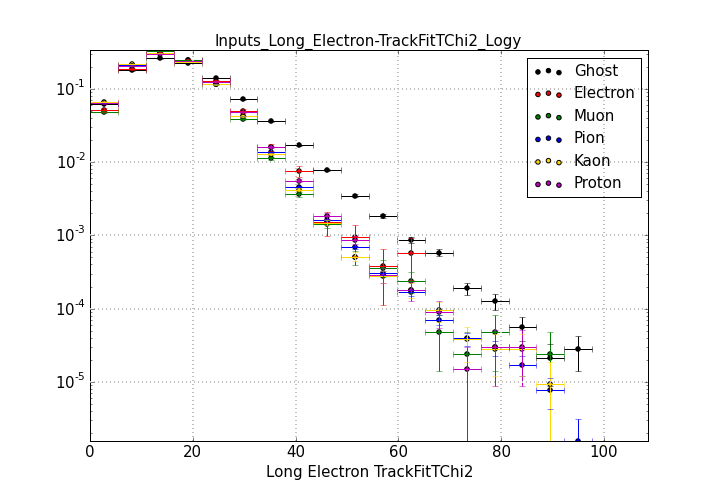 Inputs_Long_Electron-TrackFitTChi2_Logy
Ghost
Electron
Muon
Pion
Kaon
Proton
10^-1
10^-2
10^-3
10^-4
10^-5
0 20 40 60 80 100
Long Electron TrackFitTChi2